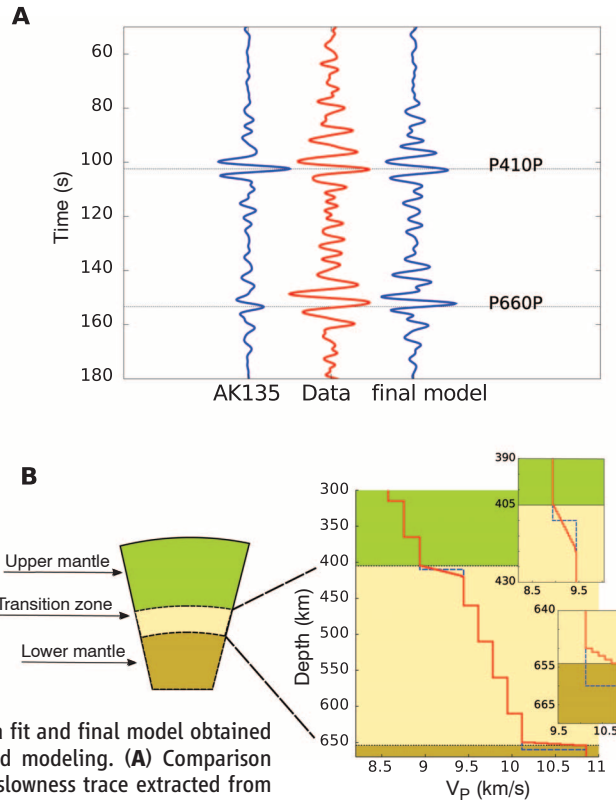 A
60
80
100
120
140
160
180
Time (s)
P410P
P660P
AK135 Data final model
B
Upper mantle
Transition zone
Lower mantle
300
350
400
450
500
550
600
650
Depth (km)
8.5 9 9.5 10 10.5 11
VP (km/s)
390
405
430
8.5 9.5
640
655
665
9.5 10.5
fit and final model obtained
modeling. (A) Comparison
slowness trace extracted from